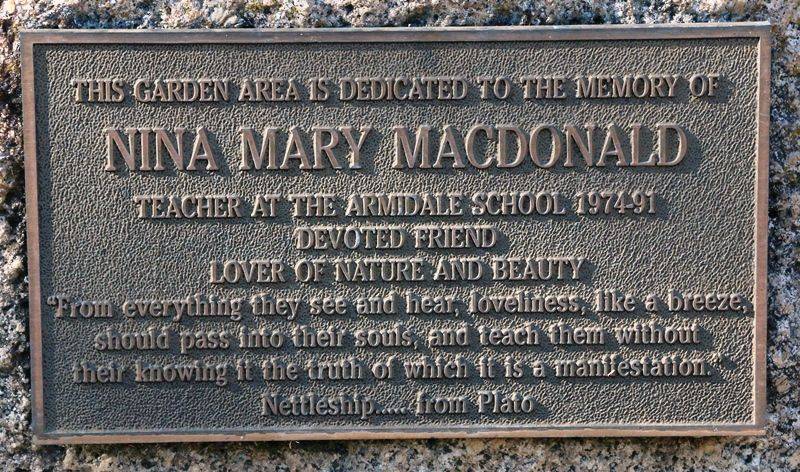 THIS GARDEN AREA IS DEDICATED TO THE MEMORY OF
NINA MARY MACDONALD
TEACHER AT THE ARMIDALE SCHOOL 1974-91
DEVOTED FRIEND
LOVER OF NATURE AND BEAUTY
"From everything they see and hear, loveliness, like a breeze,
should pass into their souls, and teach them without
their knowing it the truth of which it is a manifestation."
Nettleship...... from Plato